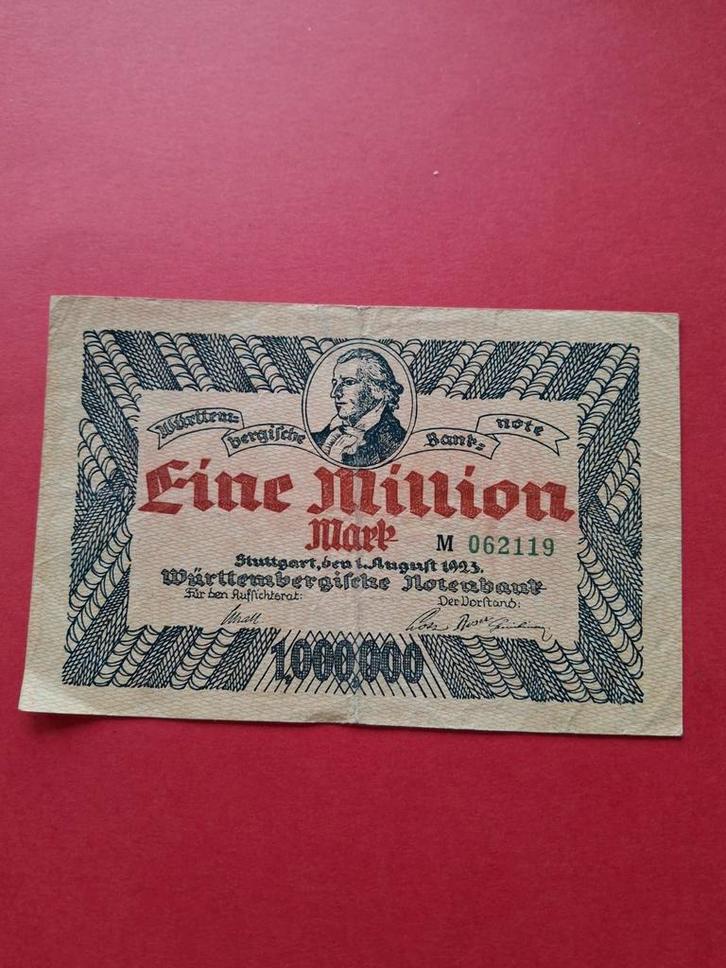 Württem-
bergische
Bank-
note
Eine Million
Mark
M 062119
Stuttgart, den 1. August 1923.
Württembergische Notenbank
Für den Aufsichtsrat:
Der Vorstand:
1,000,000